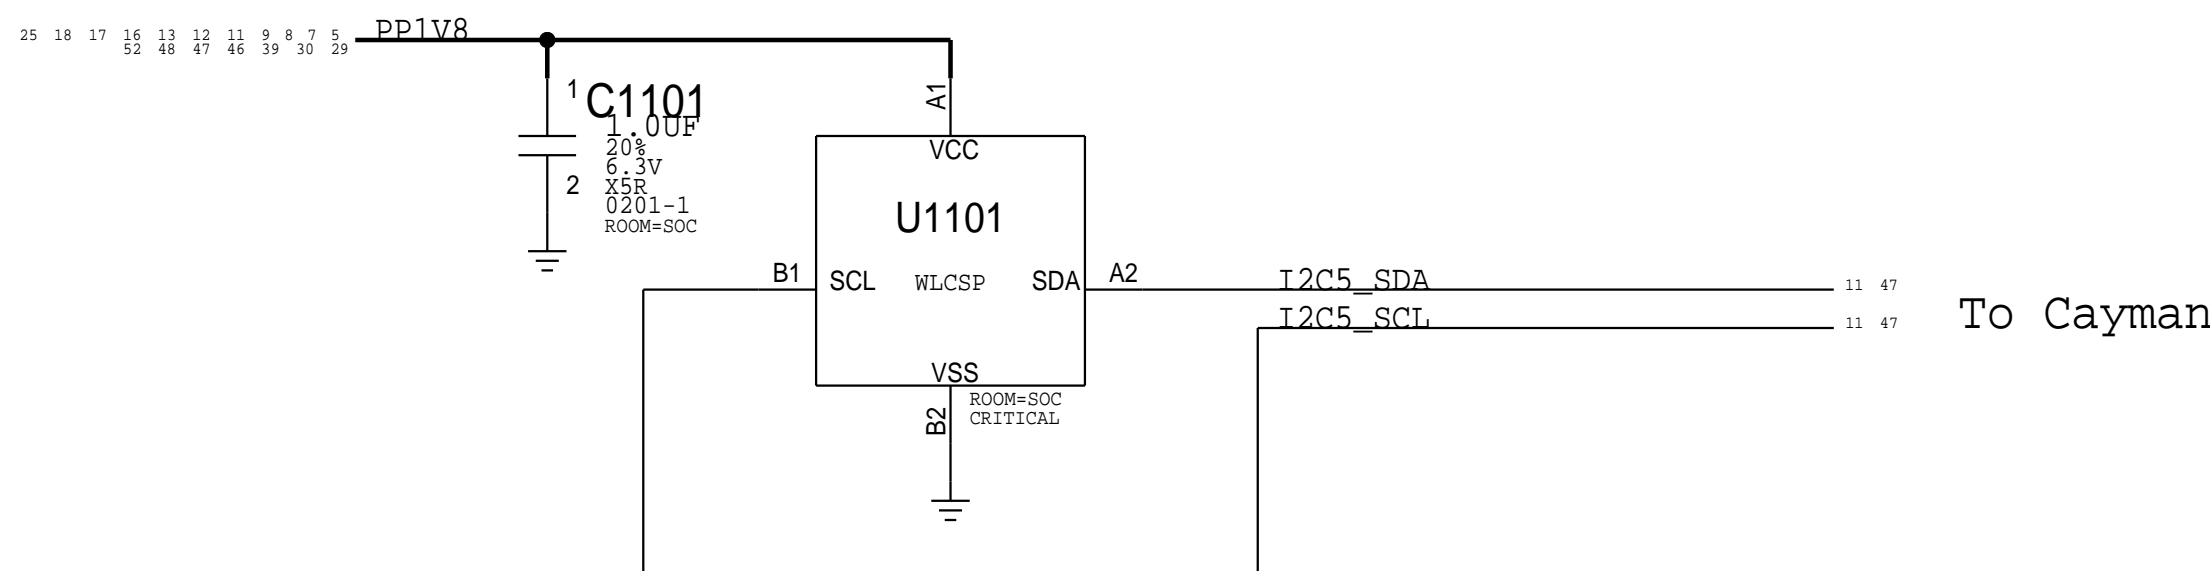 25 18 17 16 13 12 11 9 8 7 5
52 48 47 46 39 30 29
PP1V8
1
C1101
1.0UF
20%
6.3V
2
X5R
0201-1
ROOM=SOC
A1
VCC
U1101
B1
SCL
WLCSP
SDA
A2
I2C5_SDA
11 47
I2C5_SCL
11 47
To Cayman
VSS
B2
ROOM=SOC
CRITICAL